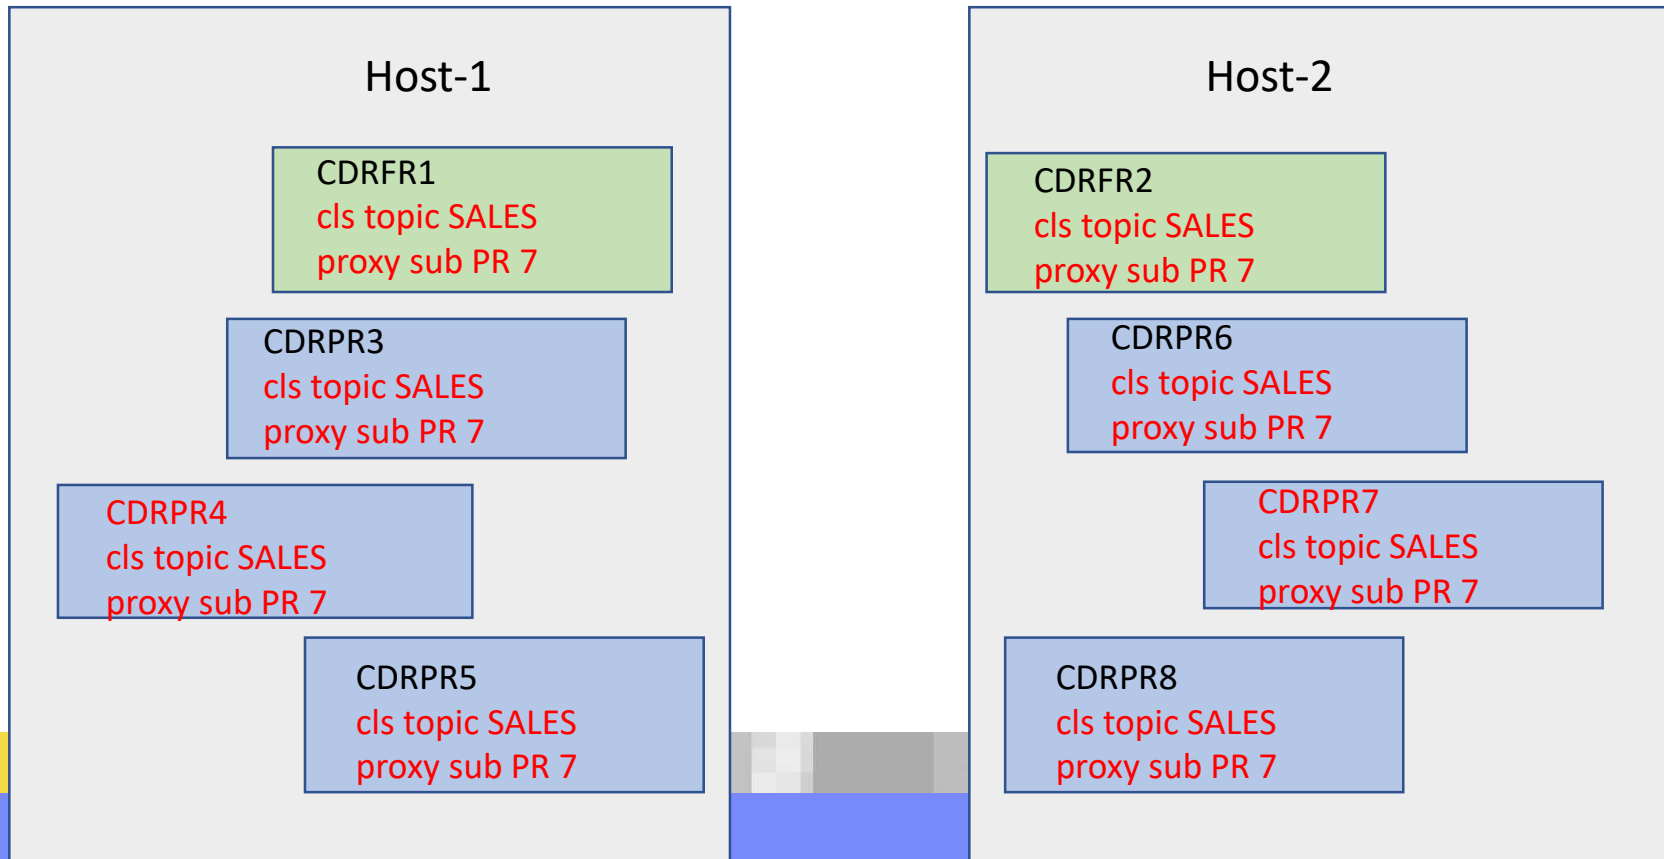 Host-1
CDRFR1
cls topic SALES
proxy sub PR 7
CDRPR3
cls topic SALES
proxy sub PR 7
CDRPR4
cls topic SALES
proxy sub PR 7
CDRPR5
cls topic SALES
proxy sub PR 7
Host-2
CDRFR2
cls topic SALES
proxy sub PR 7
CDRPR6
cls topic SALES
proxy sub PR 7
CDRPR7
cls topic SALES
proxy sub PR 7
CDRPR8
cls topic SALES
proxy sub PR 7